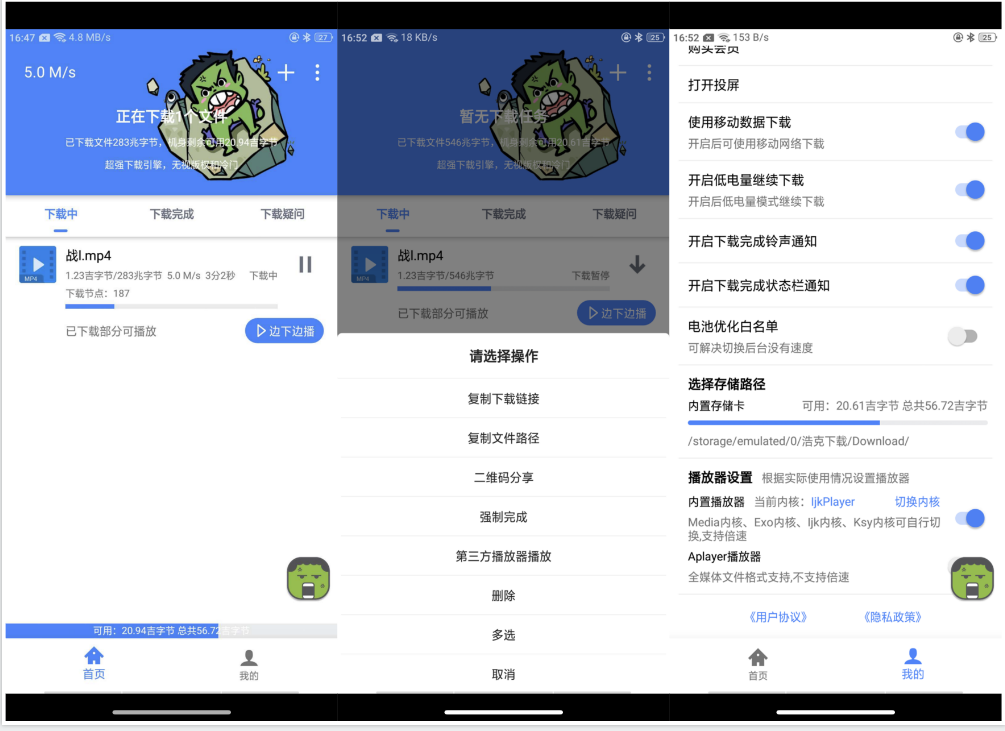 16:47 4.8 MB/s 27
5.0 M/s
正在下载1个文件
已下载文件283兆字节，机身剩余可用20.94吉字节
超强下载引擎，无视版权和冷门
下载中 下载完成 下载疑问
战l.mp4
1.23吉字节/283兆字节 5.0 M/s 3分2秒 下载中
MP4
下载节点：187
已下载部分可播放 边下边播
可用：20.94吉字节 总共56.72吉字节
首页 我的
16:52 18 KB/s 25
暂无下载任务
已下载文件546兆字节，机身剩余可用20.61吉字节
超强下载引擎，无视版权和冷门
下载中 下载完成 下载疑问
战l.mp4
1.23吉字节/546兆字节 下载暂停
MP4
已下载部分可播放 边下边播
请选择操作
复制下载链接
复制文件路径
二维码分享
强制完成
第三方播放器播放
删除
多选
取消
16:52 153 B/s 25
购买会员
打开投屏
使用移动数据下载
开启后可使用移动网络下载
开启低电量继续下载
开启后低电量模式继续下载
开启下载完成铃声通知
开启下载完成状态栏通知
电池优化白名单
可解决切换后台没有速度
选择存储路径
内置存储卡 可用：20.61吉字节 总共56.72吉字节
/storage/emulated/0/浩克下载/Download/
播放器设置 根据实际使用情况设置播放器
内置播放器 当前内核：IjkPlayer 切换内核
Media内核、Exo内核、Ijk内核、Ksy内核可自行切
换,支持倍速
Aplayer播放器
全媒体文件格式支持,不支持倍速
《用户协议》 《隐私政策》
首页 我的